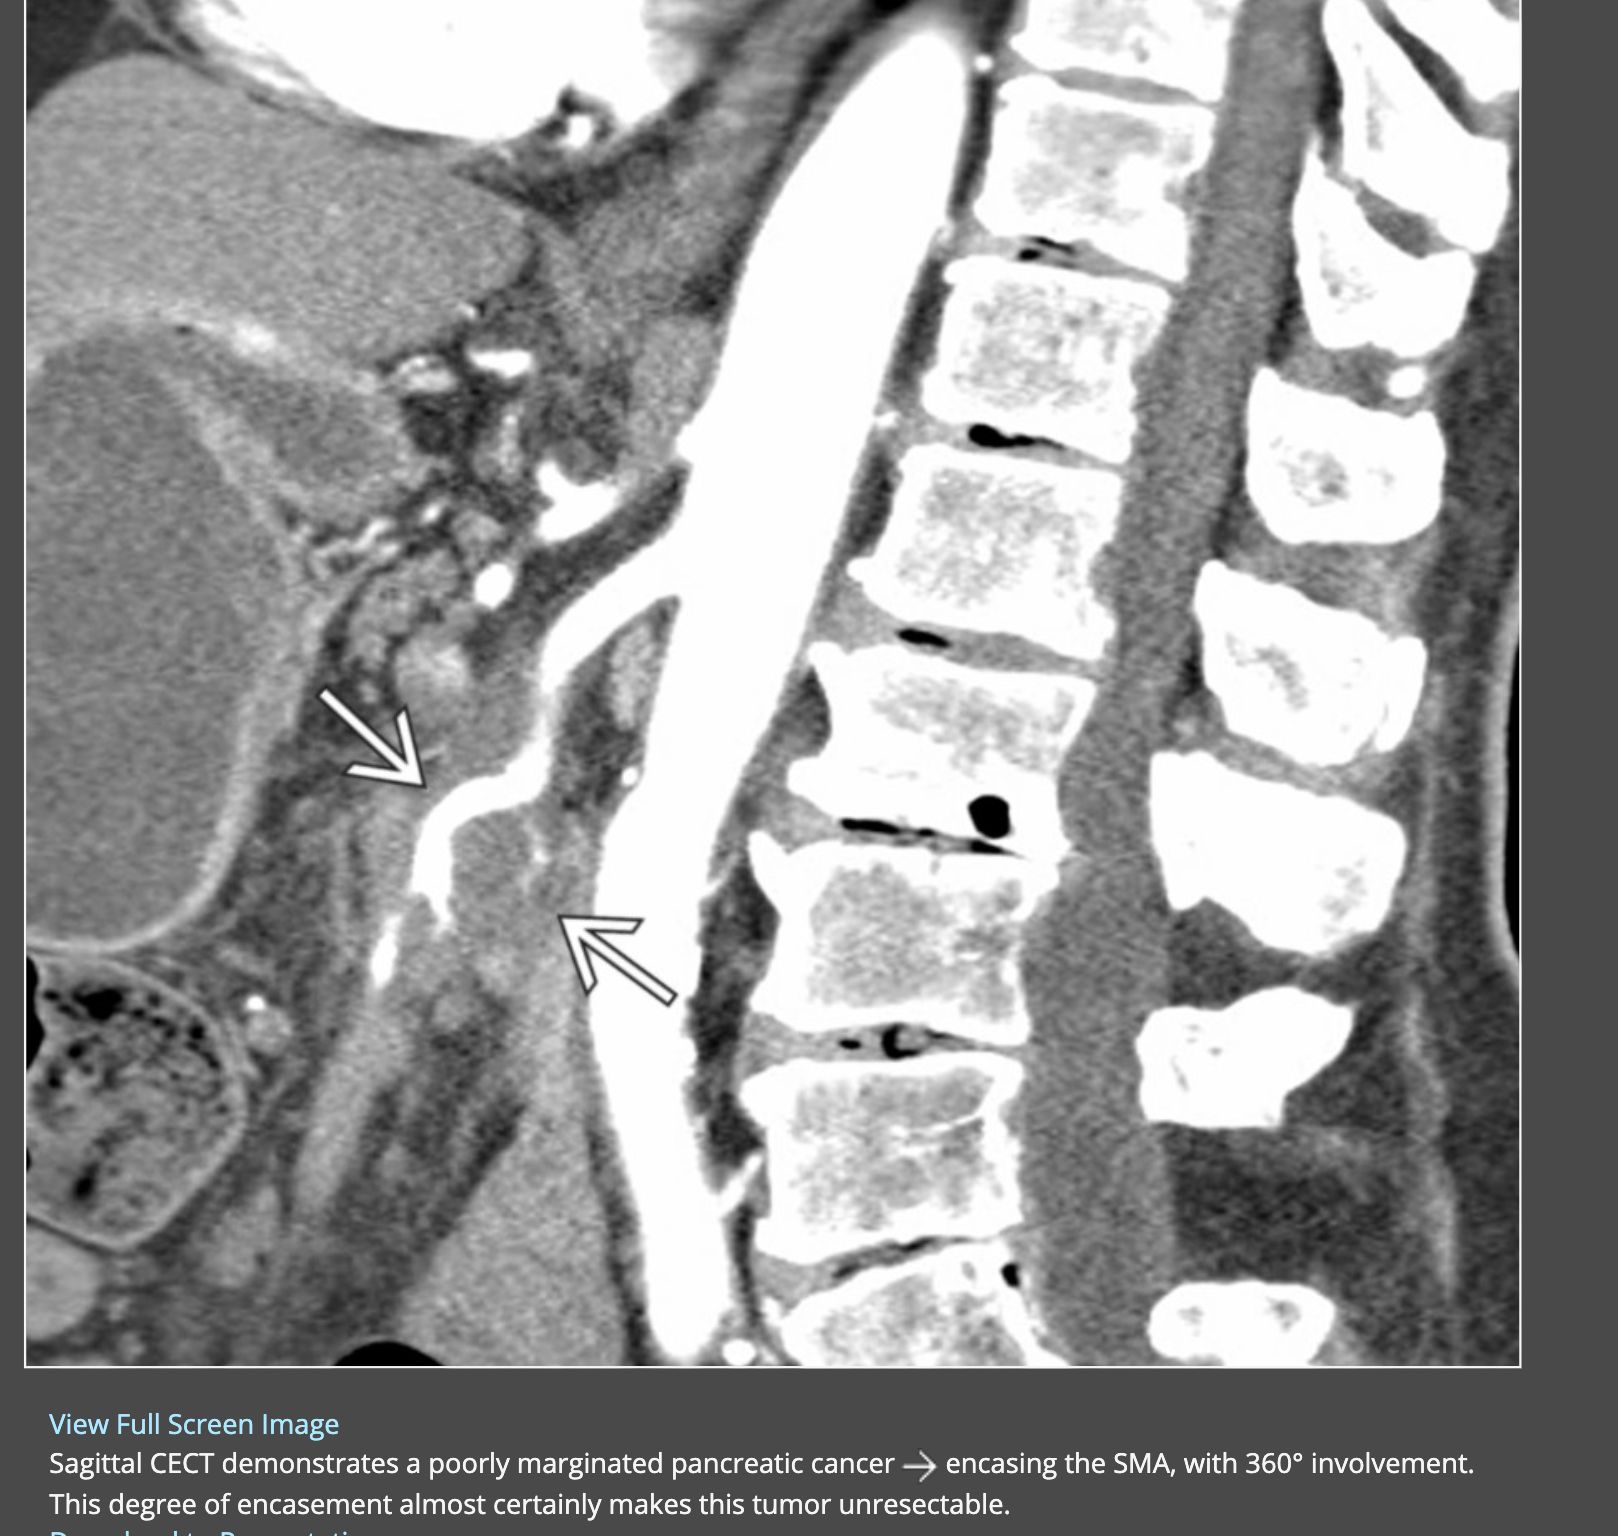 View Full Screen Image
Sagittal CECT demonstrates a poorly marginated pancreatic cancer → encasing the SMA, with 360° involvement.
This degree of encasement almost certainly makes this tumor unresectable.